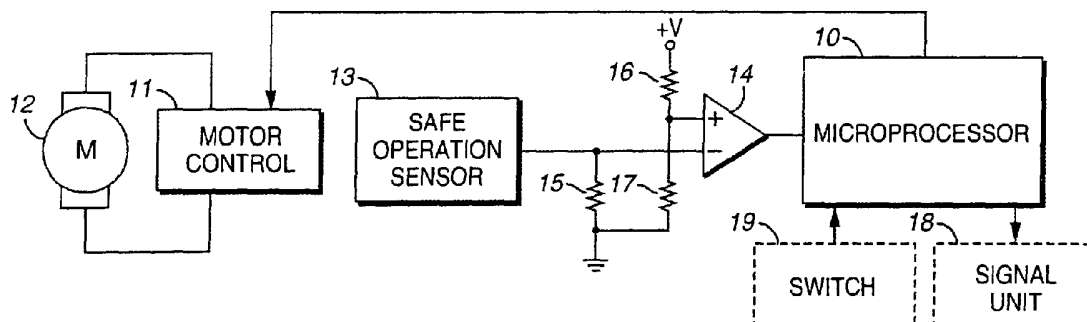 +V
10
16
14
11
13
12
M
MOTOR
CONTROL
SAFE
OPERATION
SENSOR
+
−
MICROPROCESSOR
15
17
19
18
SWITCH
SIGNAL
UNIT